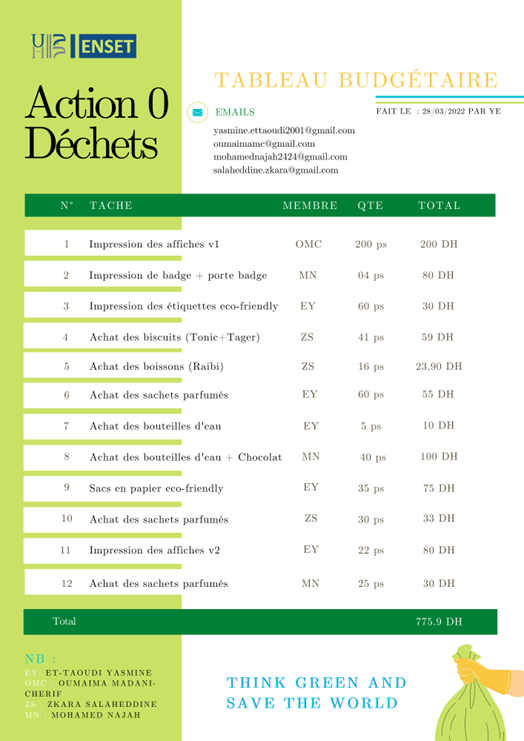 ENSET
Action 0
Déchets
TABLEAU BUDGÉTAIRE
EMAILS
FAIT LE : 28/03/2022 PAR YE
yasmine.ettaoudi2001@gmail.com
oumaimamc@gmail.com
mohamednajah2424@gmail.com
salaheddine.zkara@gmail.com
N° TACHE MEMBRE QTE TOTAL
1 Impression des affiches v1 OMC 200 ps 200 DH
2 Impression de badge + porte badge MN 04 ps 80 DH
3 Impression des étiquettes eco-friendly EY 60 ps 30 DH
4 Achat des biscuits (Tonic+Tager) ZS 41 ps 59 DH
5 Achat des boissons (Raibi) ZS 16 ps 23,90 DH
6 Achat des sachets parfumés EY 60 ps 55 DH
7 Achat des bouteilles d'eau EY 5 ps 10 DH
8 Achat des bouteilles d'eau + Chocolat MN 40 ps 100 DH
9 Sacs en papier eco-friendly EY 35 ps 75 DH
10 Achat des sachets parfumés ZS 30 ps 33 DH
11 Impression des affiches v2 EY 22 ps 80 DH
12 Achat des sachets parfumés MN 25 ps 30 DH
Total 775.9 DH
NB :
EY: ET-TAOUDI YASMINE
OMC : OUMAIMA MADANI-
CHERIF
ZS : ZKARA SALAHEDDINE
MN : MOHAMED NAJAH
THINK GREEN AND
SAVE THE WORLD